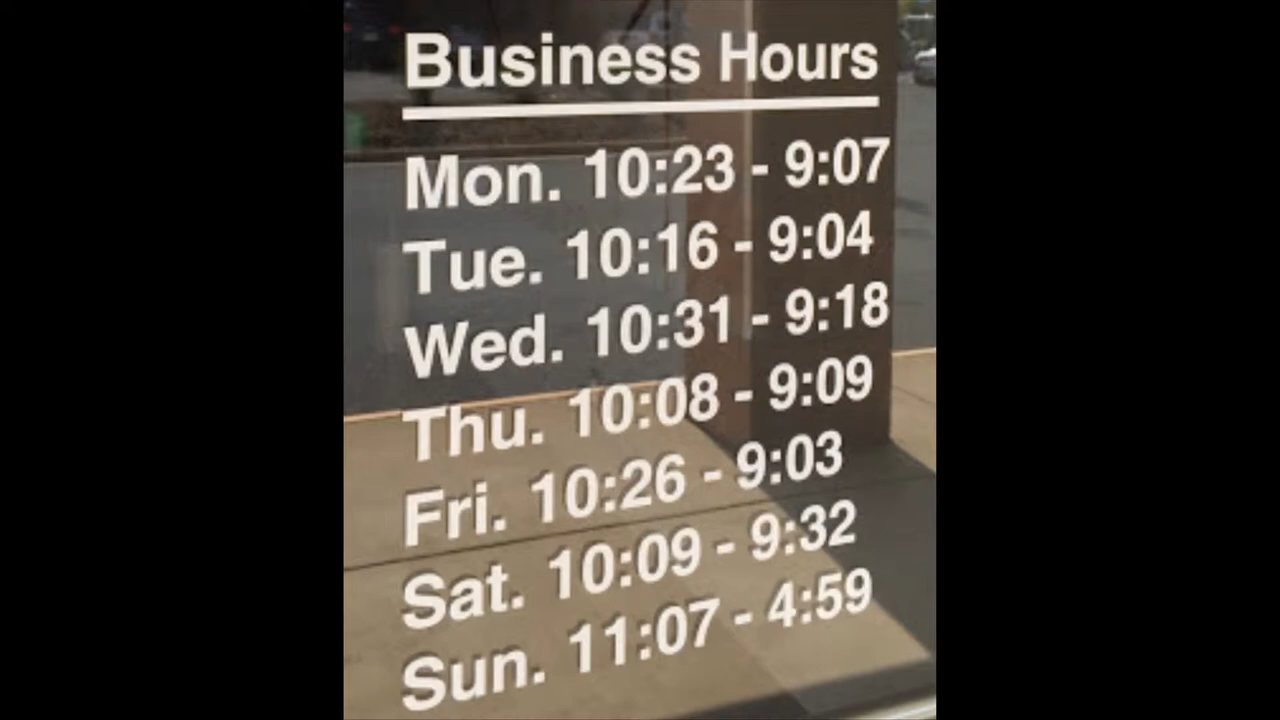 Business Hours
Mon. 10:23 - 9:07
Tue. 10:16 - 9:04
Wed. 10:31 - 9:18
Thu. 10:08 - 9:09
Fri. 10:26 - 9:03
Sat. 10:09 - 9:32
Sun. 11:07 - 4:59